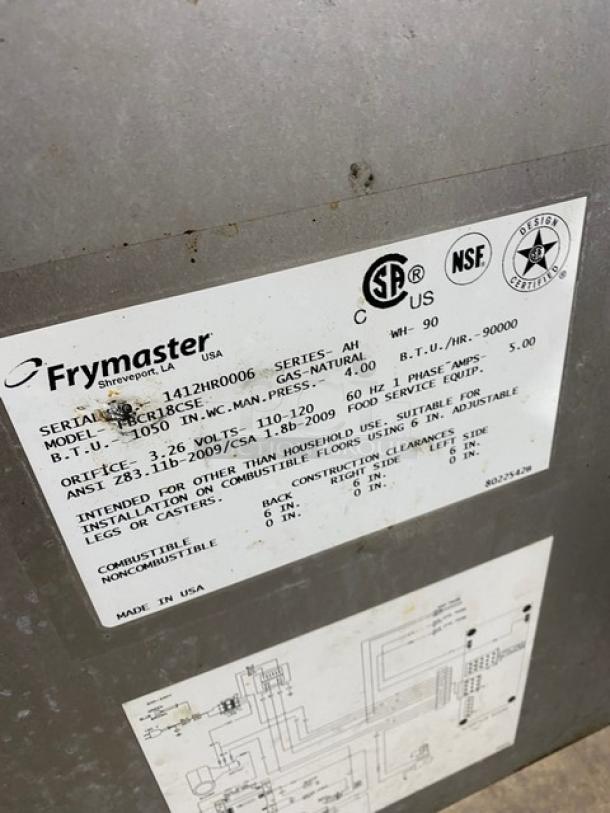 Frymaster
Shreveport, LA USA
CSA ®
C US
NSF
DESIGN CSA CERTIFIED ®
SERIAL 1412HR0006 SERIES- AH WH- 90
MODEL- FBCR18CSE GAS-NATURAL B.T.U./HR.-90000
B.T.U.- 1050 IN.WC.MAN.PRESS.- 4.00
ORIFICE- 3.26 VOLTS- 110-120 60 HZ 1 PHASE AMPS- 5.00
ANSI Z83.11b-2009/CSA 1.8b-2009 FOOD SERVICE EQUIP.
INTENDED FOR OTHER THAN HOUSEHOLD USE. SUITABLE FOR
INSTALLATION ON COMBUSTIBLE FLOORS USING 6 IN. ADJUSTABLE
LEGS OR CASTERS.
CONSTRUCTION CLEARANCES
BACK RIGHT SIDE LEFT SIDE
COMBUSTIBLE 6 IN. 6 IN. 6 IN.
NONCOMBUSTIBLE 0 IN. 0 IN. 0 IN.
8022542B
MADE IN USA